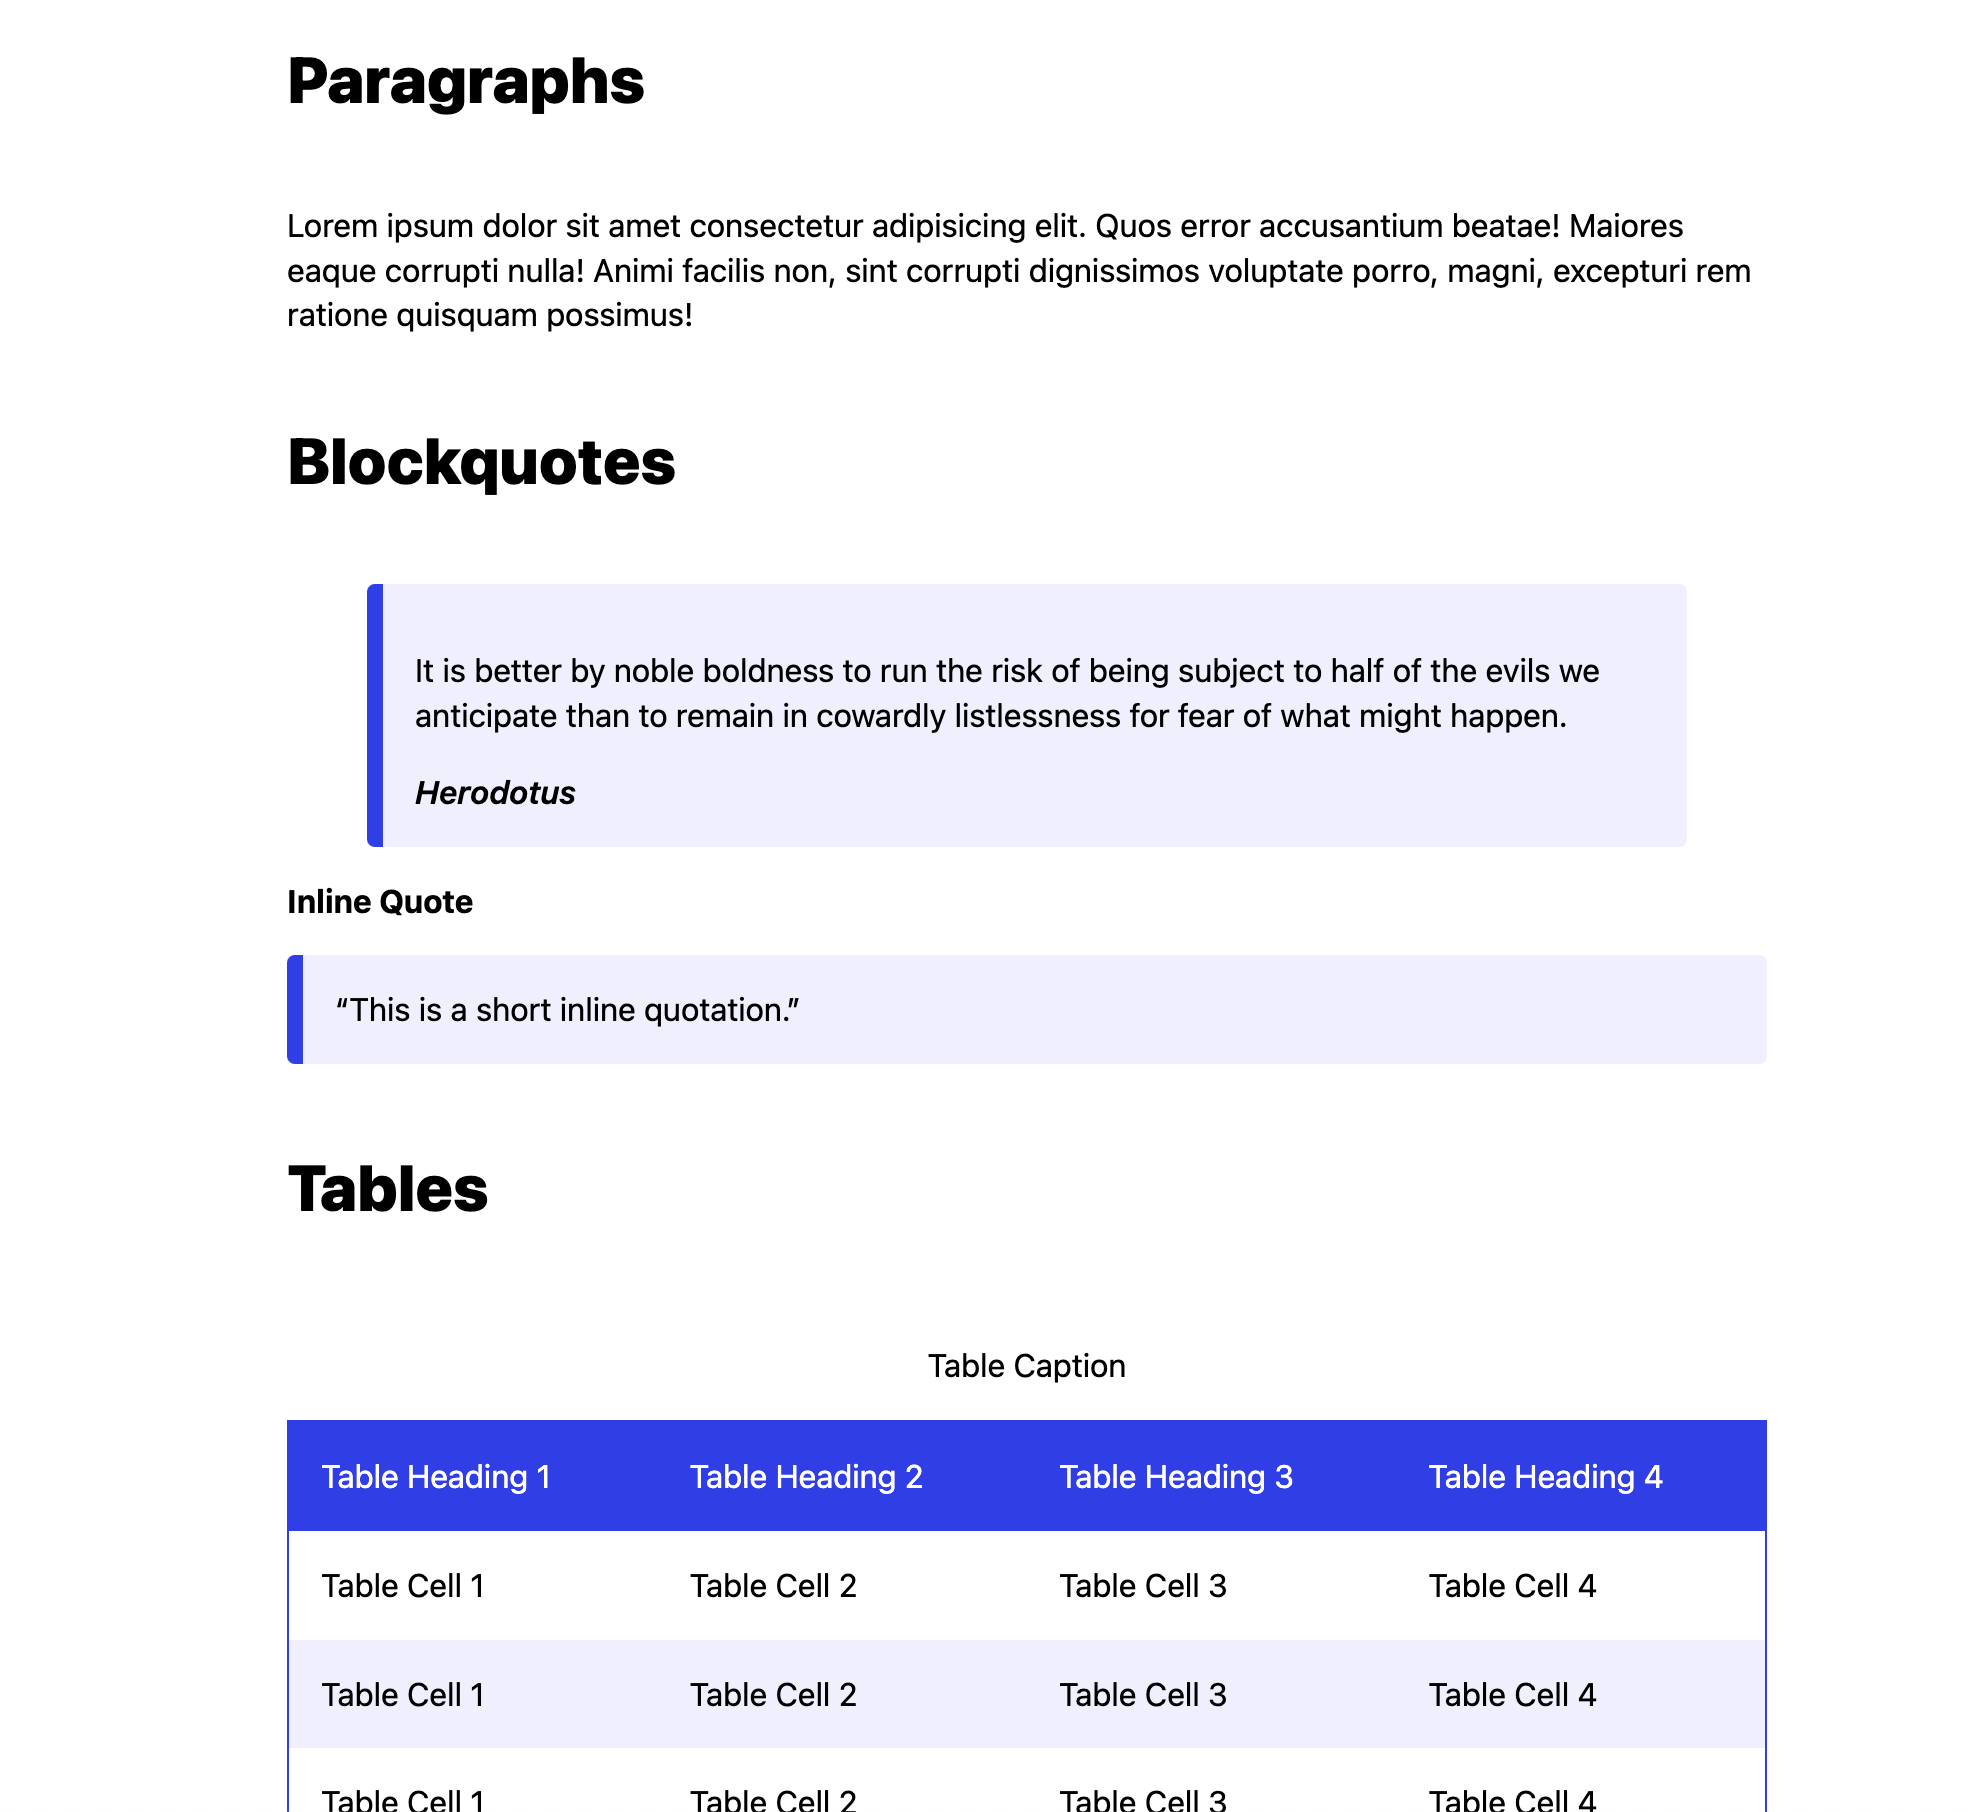 Paragraphs
Lorem ipsum dolor sit amet consectetur adipisicing elit. Quos error accusantium beatae! Maiores
eaque corrupti nulla! Animi facilis non, sint corrupti dignissimos voluptate porro, magni, excepturi rem
ratione quisquam possimus!
Blockquotes
It is better by noble boldness to run the risk of being subject to half of the evils we
anticipate than to remain in cowardly listlessness for fear of what might happen.
Herodotus
Inline Quote
“This is a short inline quotation.”
Tables
Table Caption
Table Heading 1 Table Heading 2 Table Heading 3 Table Heading 4
Table Cell 1 Table Cell 2 Table Cell 3 Table Cell 4
Table Cell 1 Table Cell 2 Table Cell 3 Table Cell 4
Table Cell 1 Table Cell 2 Table Cell 3 Table Cell 4